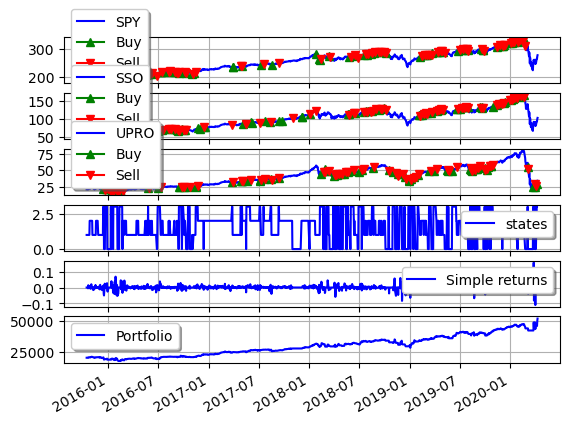 SPY
Buy
Sell
300
200
SSO
Buy
Sell
150
100
50
UPRO
Buy
Sell
75
50
25
states
2.5
0.0
Simple returns
0.1
0.0
−0.1
Portfolio
50000
25000
2016-01
2016-07
2017-01
2017-07
2018-01
2018-07
2019-01
2019-07
2020-01